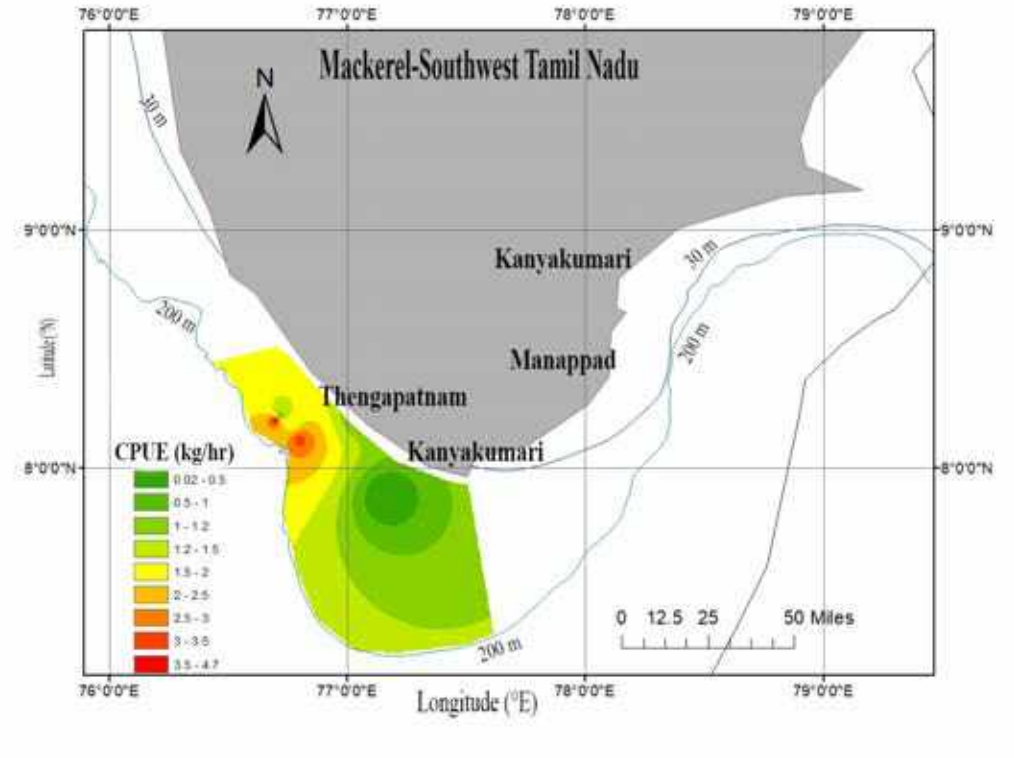 76°0'0"E 77°0'0"E 78°0'0"E 79°0'0"E
Mackerel-Southwest Tamil Nadu
N
30 m
9°0'0"N 9°0'0"N
Kanyakumari
30 m
200 m
200 m
Latitude(°N)
Manappad
Thengapatnam
CPUE (kg/hr)
Kanyakumari
8°0'0"N 8°0'0"N
0.02 - 0.5
0.5 - 1
1 - 1.2
1.2 - 1.5
1.5 - 2
2 - 2.5
2.5 - 3
3 - 3.5
3.5 - 4.7
0 12.5 25 50 Miles
200 m
76°0'0"E 77°0'0"E 78°0'0"E 79°0'0"E
Longitude (°E)